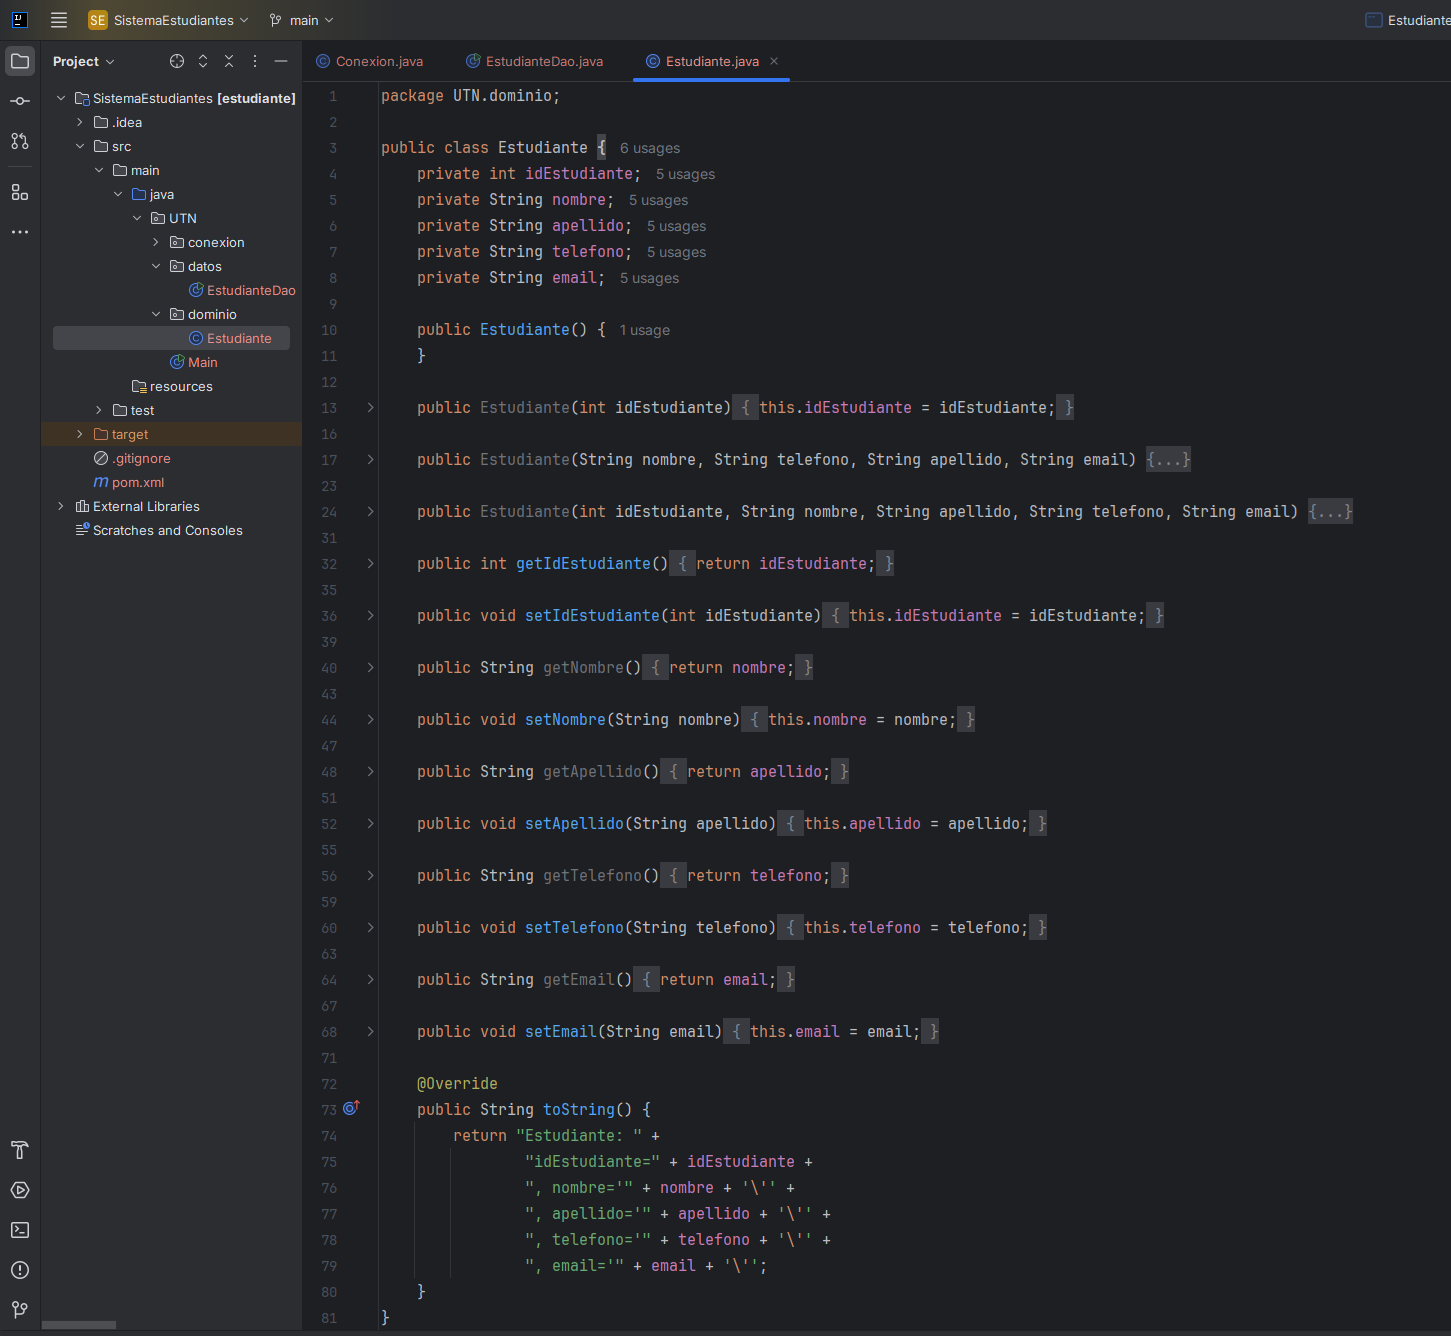 SE SistemaEstudiantes main Estudiante
Project
SistemaEstudiantes [estudiante]
.idea
src
main
java
UTN
conexion
datos
EstudianteDao
dominio
Estudiante
Main
resources
test
target
.gitignore
pom.xml
External Libraries
Scratches and Consoles
Conexion.java EstudianteDao.java Estudiante.java
1 package UTN.dominio;
2
3 public class Estudiante { 6 usages
4 private int idEstudiante; 5 usages
5 private String nombre; 5 usages
6 private String apellido; 5 usages
7 private String telefono; 5 usages
8 private String email; 5 usages
9
10 public Estudiante() { 1 usage
11 }
12
13 public Estudiante(int idEstudiante) { this.idEstudiante = idEstudiante; }
16
17 public Estudiante(String nombre, String telefono, String apellido, String email) {...}
23
24 public Estudiante(int idEstudiante, String nombre, String apellido, String telefono, String email) {...}
31
32 public int getIdEstudiante() { return idEstudiante; }
35
36 public void setIdEstudiante(int idEstudiante) { this.idEstudiante = idEstudiante; }
39
40 public String getNombre() { return nombre; }
43
44 public void setNombre(String nombre) { this.nombre = nombre; }
47
48 public String getApellido() { return apellido; }
51
52 public void setApellido(String apellido) { this.apellido = apellido; }
55
56 public String getTelefono() { return telefono; }
59
60 public void setTelefono(String telefono) { this.telefono = telefono; }
63
64 public String getEmail() { return email; }
67
68 public void setEmail(String email) { this.email = email; }
71
72 @Override
73 public String toString() {
74 return "Estudiante: " +
75 "idEstudiante=" + idEstudiante +
76 ", nombre='" + nombre + '\'' +
77 ", apellido='" + apellido + '\'' +
78 ", telefono='" + telefono + '\'' +
79 ", email='" + email + '\'';
80 }
81 }